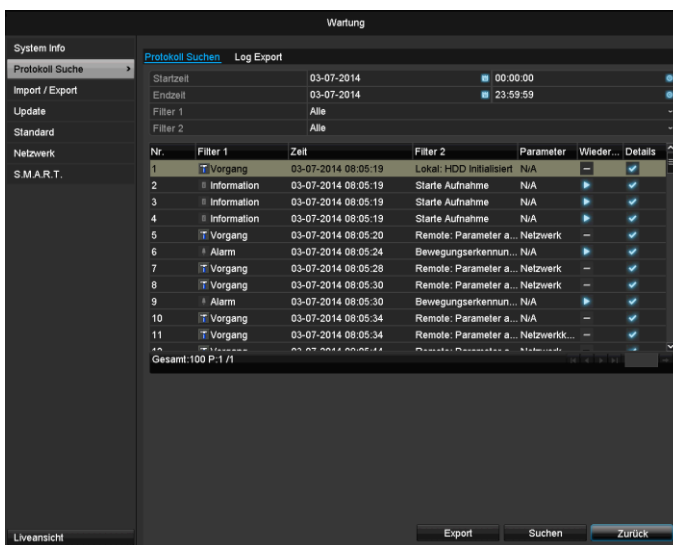 Wartung
System Info
Protokoll Suche >
Import / Export
Update
Standard
Netzwerk
S.M.A.R.T.
Liveansicht
Protokoll Suchen Log Export
Startzeit 03-07-2014 00:00:00
Endzeit 03-07-2014 23:59:59
Filter 1 Alle
Filter 2 Alle
Nr. Filter 1 Zeit Filter 2 Parameter Wieder... Details
1 Vorgang 03-07-2014 08:05:19 Lokal: HDD Initialisiert N/A –
2 Information 03-07-2014 08:05:19 Starte Aufnahme N/A
3 Information 03-07-2014 08:05:19 Starte Aufnahme N/A
4 Information 03-07-2014 08:05:19 Starte Aufnahme N/A
5 Vorgang 03-07-2014 08:05:20 Remote: Parameter a... Netzwerk –
6 Alarm 03-07-2014 08:05:24 Bewegungserkennun... N/A
7 Vorgang 03-07-2014 08:05:28 Remote: Parameter a... Netzwerk –
8 Vorgang 03-07-2014 08:05:30 Remote: Parameter a... Netzwerk –
9 Alarm 03-07-2014 08:05:30 Bewegungserkennun... N/A
10 Vorgang 03-07-2014 08:05:34 Remote: Parameter a... Netzwerk –
11 Vorgang 03-07-2014 08:05:34 Remote: Parameter a... Netzwerkk... –
Gesamt:100 P:1 /1
Export Suchen Zurück